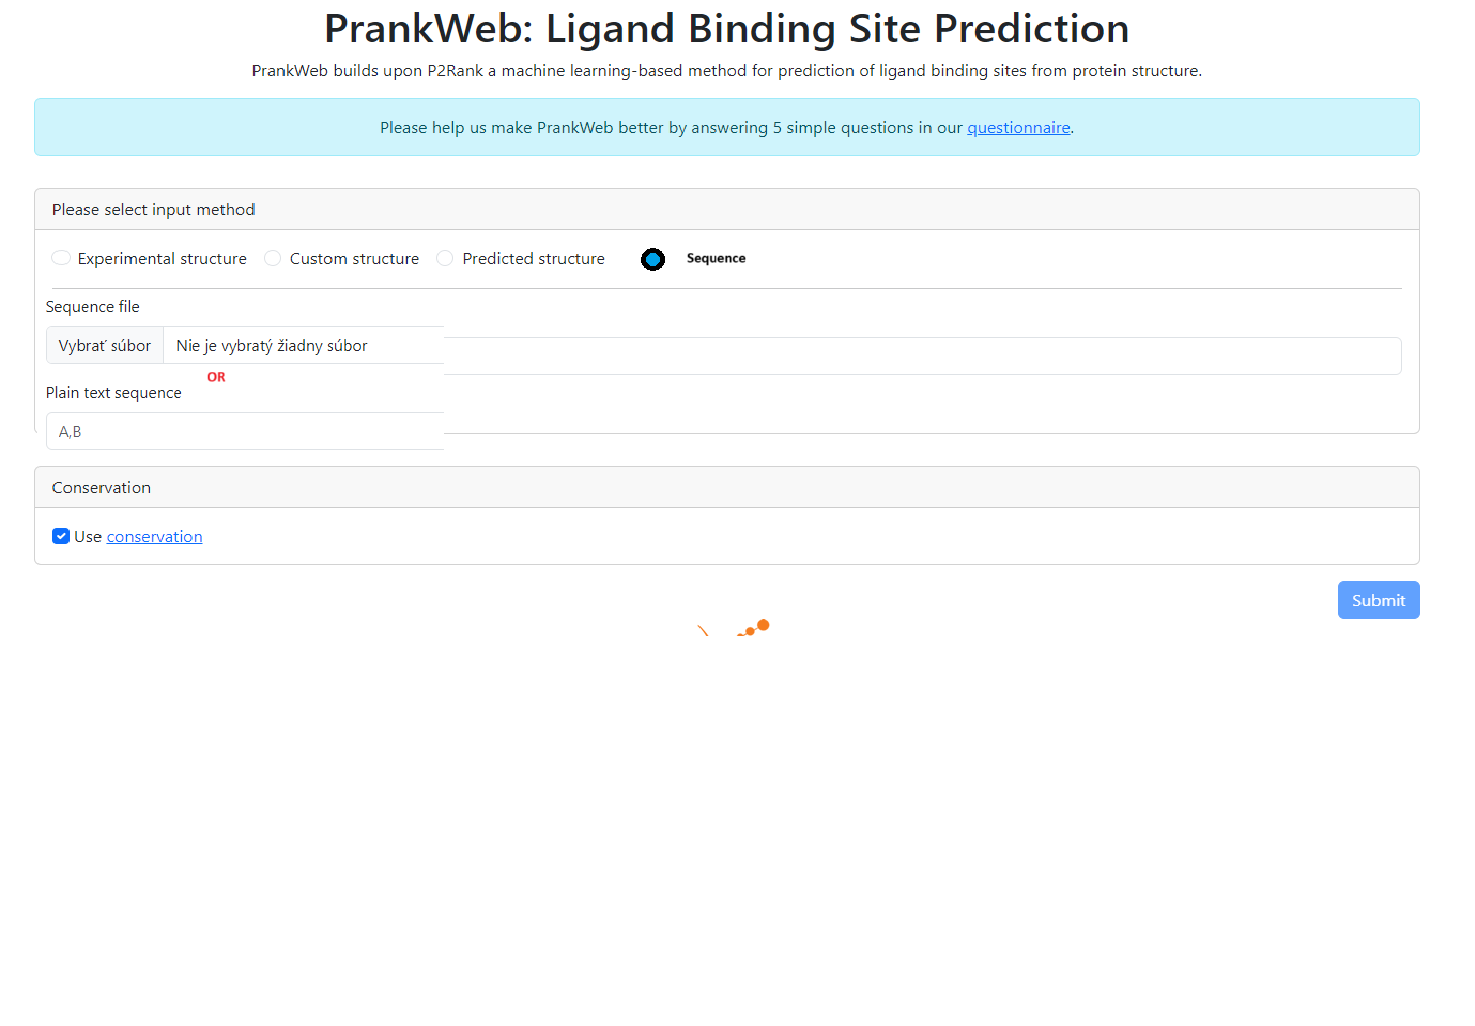 PrankWeb: Ligand Binding Site Prediction
PrankWeb builds upon P2Rank a machine learning-based method for prediction of ligand binding sites from protein structure.
Please help us make PrankWeb better by answering 5 simple questions in our questionnaire.
Please select input method
Experimental structure Custom structure Predicted structure Sequence
Sequence file
Vybrať súbor Nie je vybratý žiadny súbor
OR
Plain text sequence
A,B
Conservation
Use conservation
Submit